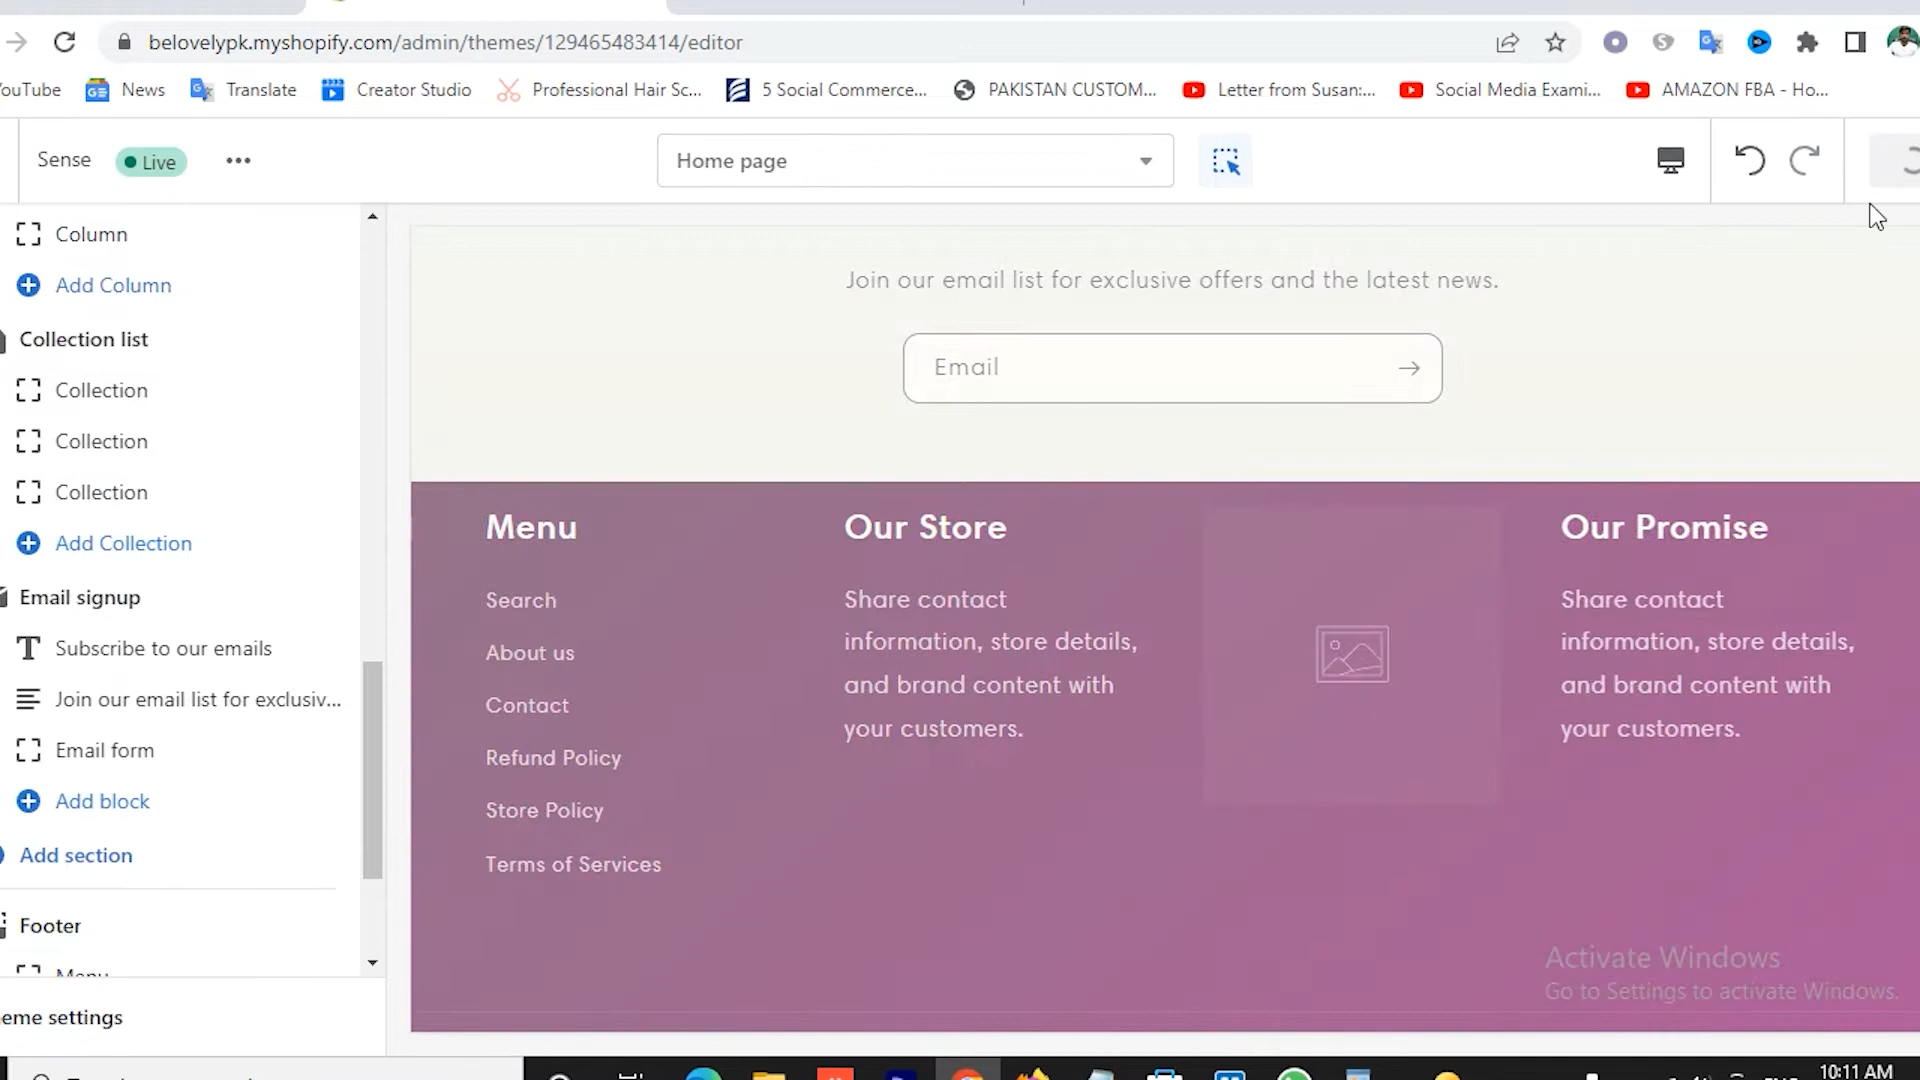 belovelypk.myshopify.com/admin/themes/129465483414/editor
YouTube News Translate Creator Studio Professional Hair Sc... 5 Social Commerce... PAKISTAN CUSTOM... Letter from Susan:... Social Media Exami... AMAZON FBA - Ho...
Sense Live Home page
Column
Add Column
Collection list
Collection
Collection
Collection
Add Collection
Email signup
Subscribe to our emails
Join our email list for exclusiv...
Email form
Add block
Add section
Footer
Menu
eme settings
Join our email list for exclusive offers and the latest news.
Email
Menu
Search
About us
Contact
Refund Policy
Store Policy
Terms of Services
Our Store
Share contact
information, store details,
and brand content with
your customers.
Our Promise
Share contact
information, store details,
and brand content with
your customers.
Activate Windows
Go to Settings to activate Windows.
10:11 AM